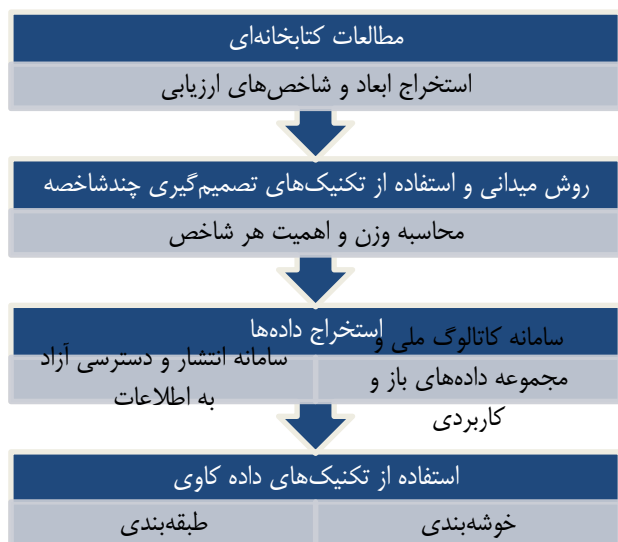 مطالعات کتابخانه‌ای
استخراج ابعاد و شاخص‌های ارزیابی
روش میدانی و استفاده از تکنیک‌های تصمیم‌گیری چندشاخصه
محاسبه وزن و اهمیت هر شاخص
استخراج داده‌ها
سامانه کاتالوگ ملی و
مجموعه داده‌های باز و
کاربردی
سامانه انتشار و دسترسی آزاد
به اطلاعات
استفاده از تکنیک‌های داده کاوی
خوشه‌بندی
طبقه‌بندی